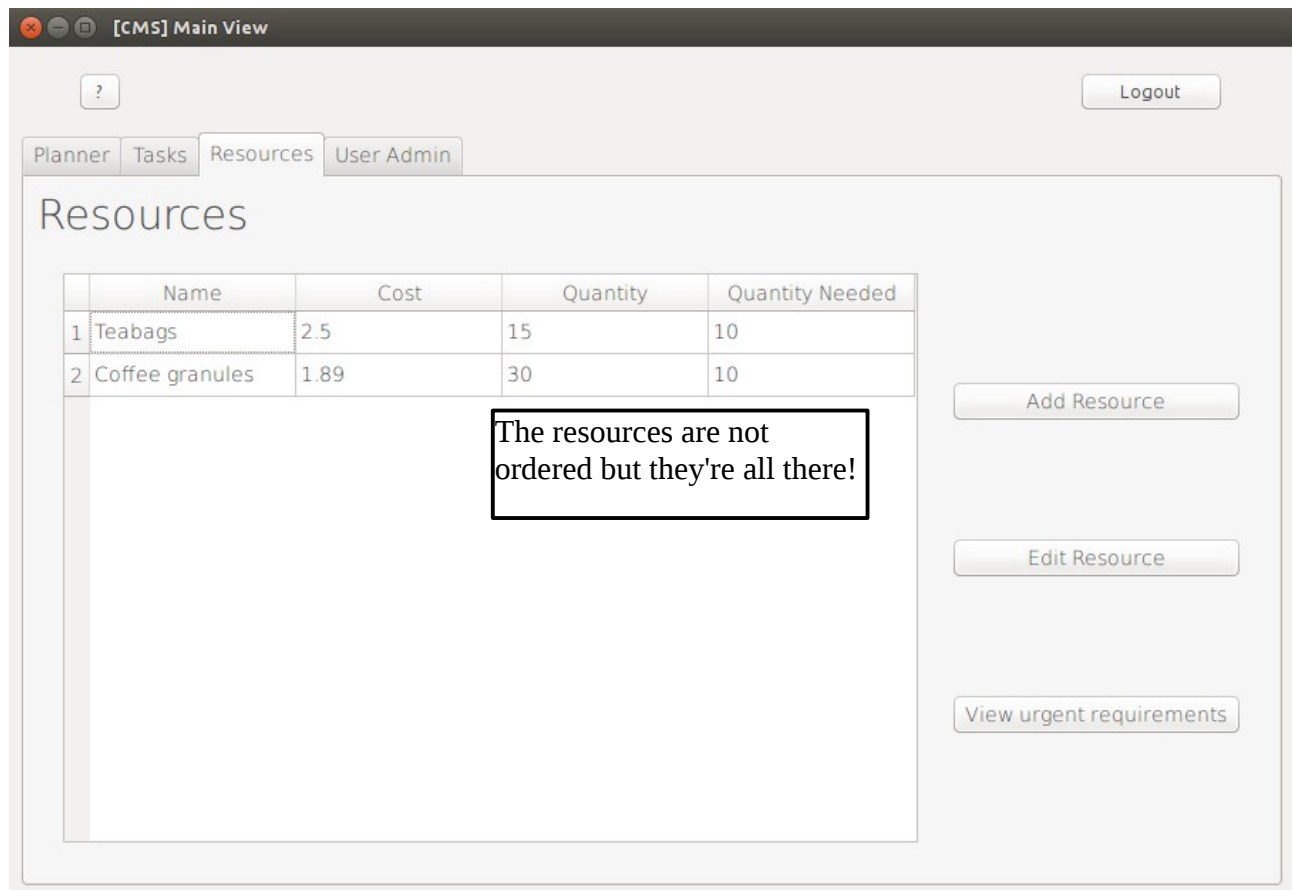 [CMS] Main View
?
Logout
Planner Tasks Resources User Admin
Resources
Name Cost Quantity Quantity Needed
1 Teabags 2.5 15 10
2 Coffee granules 1.89 30 10
Add Resource
The resources are not
ordered but they're all there!
Edit Resource
View urgent requirements